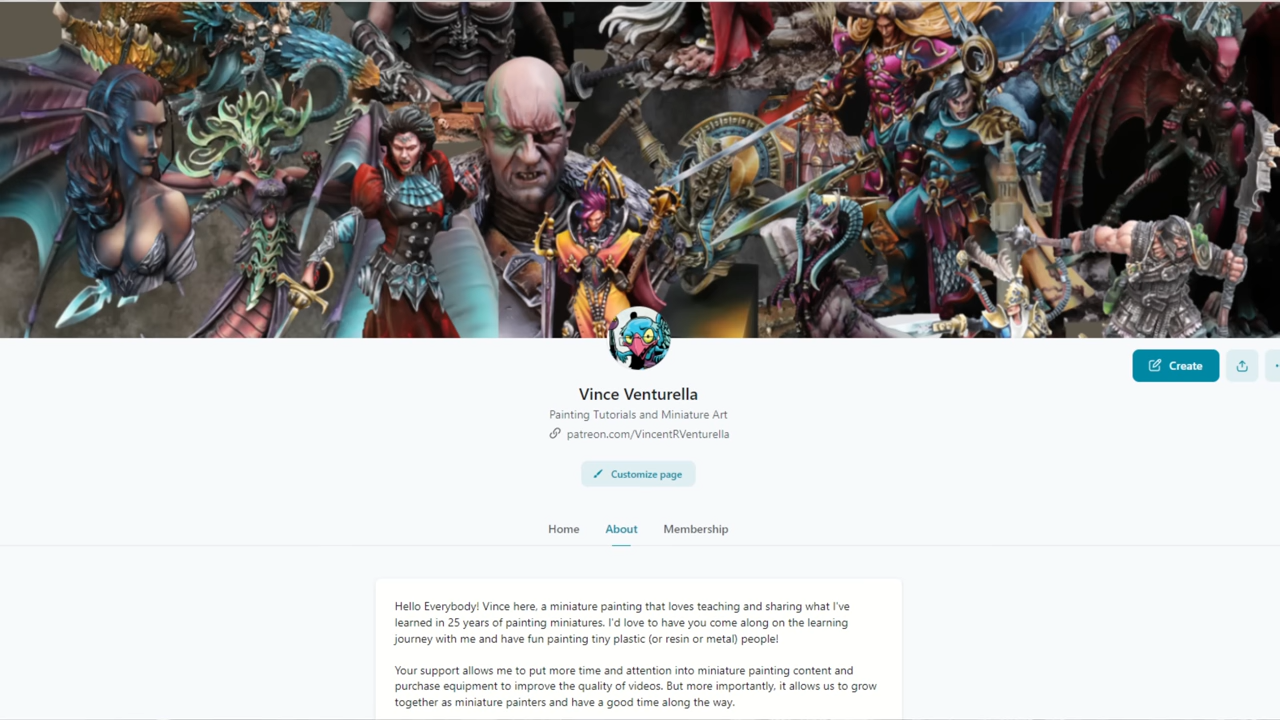 Create
Vince Venturella
Painting Tutorials and Miniature Art
patreon.com/VincentRVenturella
Customize page
Home About Membership
Hello Everybody! Vince here, a miniature painting that loves teaching and sharing what I've
learned in 25 years of painting miniatures. I'd love to have you come along on the learning
journey with me and have fun painting tiny plastic (or resin or metal) people!
Your support allows me to put more time and attention into miniature painting content and
purchase equipment to improve the quality of videos. But more importantly, it allows us to grow
together as miniature painters and have a good time along the way.